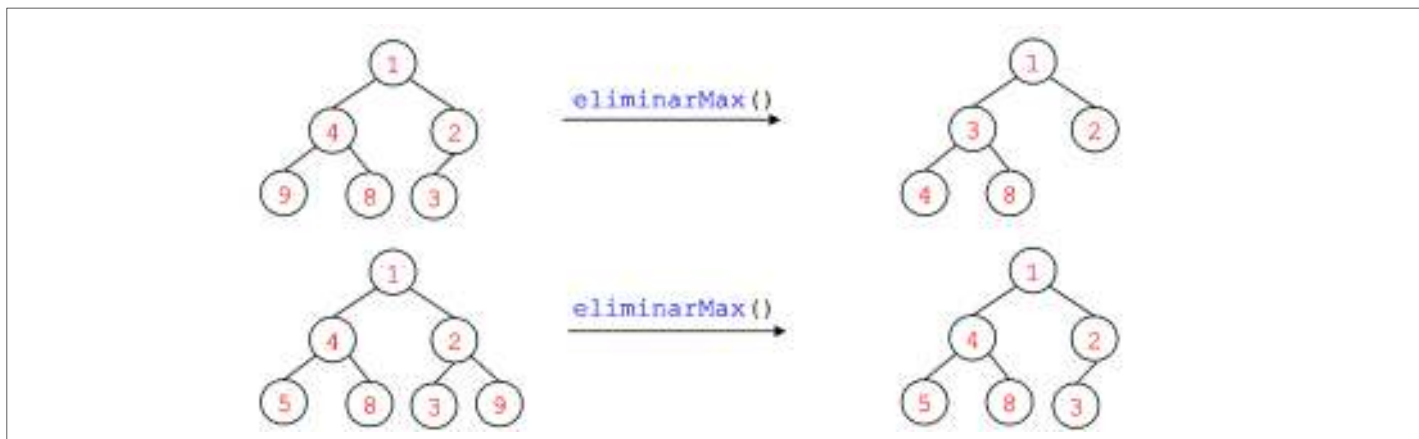 1 1
eliminarMax()
4 2 3 2
9 8 3 4 8
1 1
eliminarMax()
4 2 4 2
5 8 3 9 5 8 3